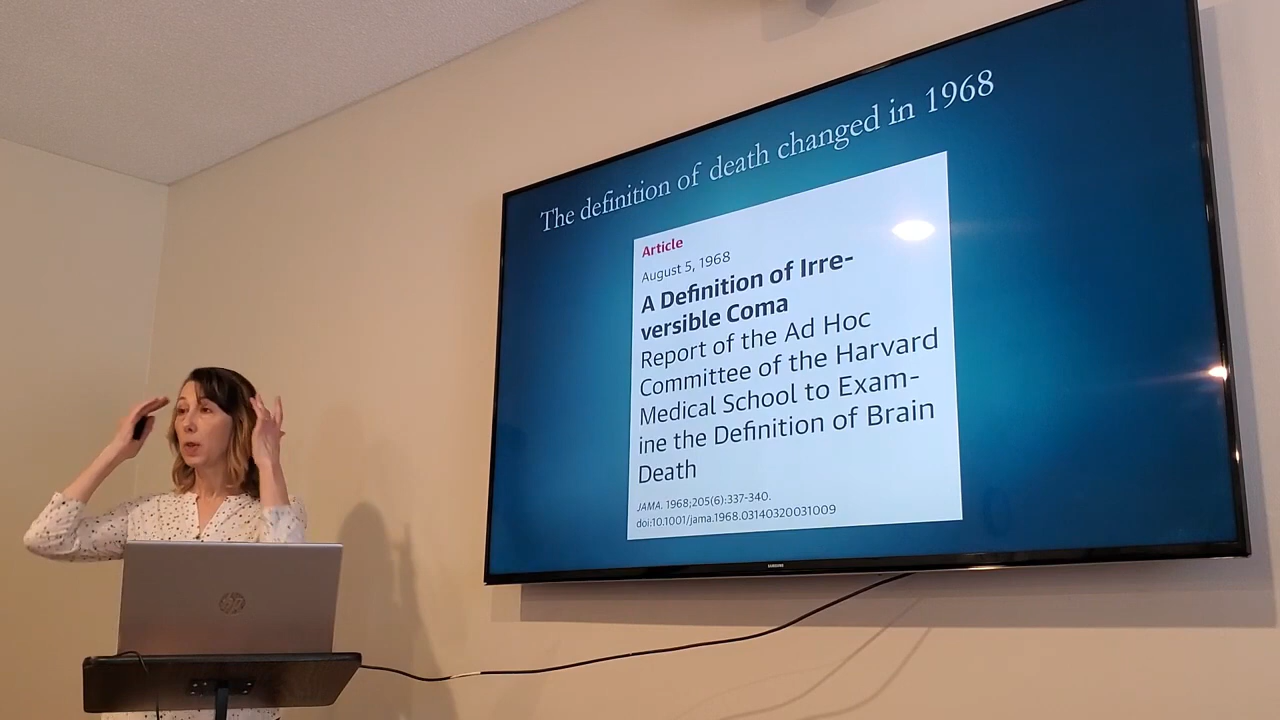 The definition of death changed in 1968
Article
August 5, 1968
A Definition of Irre-
versible Coma
Report of the Ad Hoc
Committee of the Harvard
Medical School to Exam-
ine the Definition of Brain
Death
JAMA. 1968;205(6):337-340.
doi:10.1001/jama.1968.03140320031009
SAMSUNG
hp